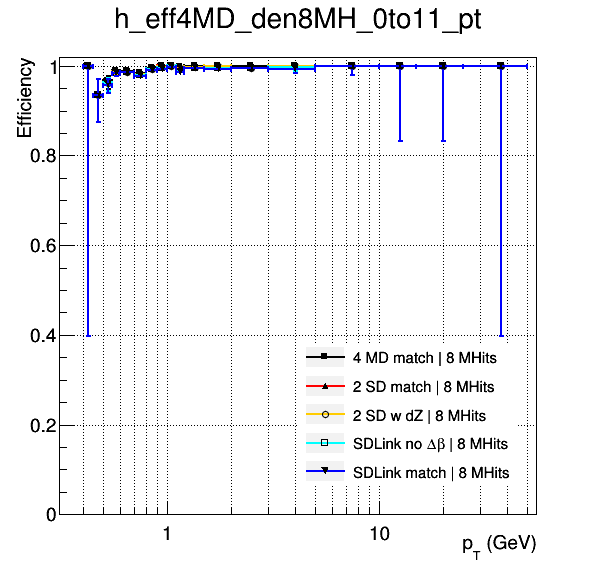 h_eff4MD_den8MH_0to11_pt
Efficiency
1
0.8
0.6
0.4
0.2
0
4 MD match | 8 MHits
2 SD match | 8 MHits
2 SD w dZ | 8 MHits
SDLink no Δβ | 8 MHits
SDLink match | 8 MHits
1 10
p_T (GeV)